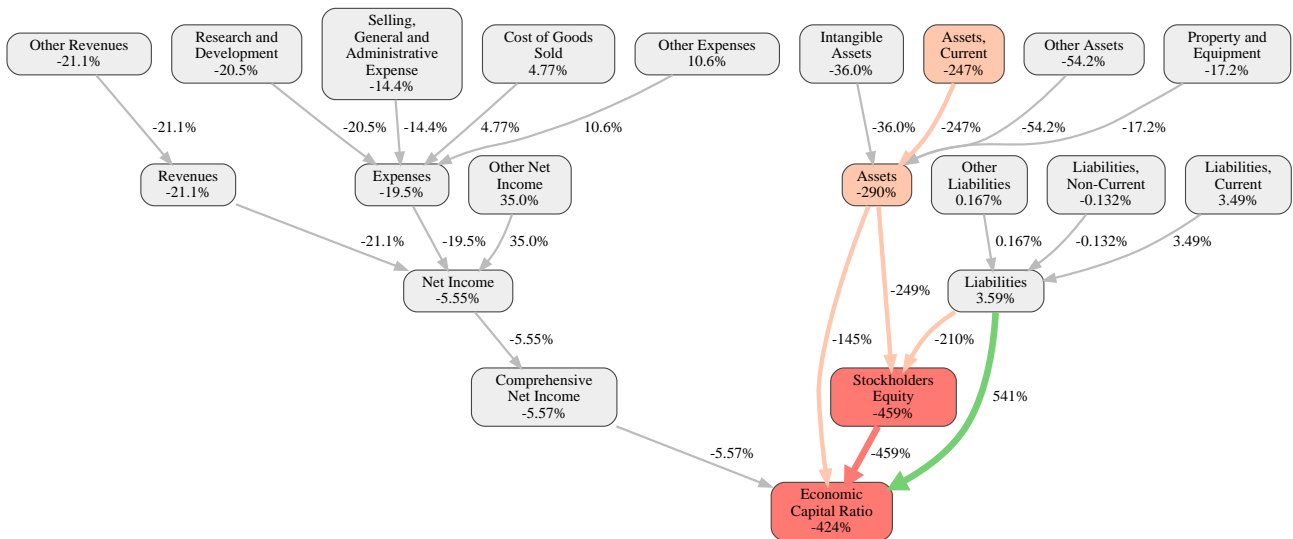 Other Revenues
-21.1%
Research and
Development
-20.5%
Selling,
General and
Administrative
Expense
-14.4%
Cost of Goods
Sold
4.77%
Other Expenses
10.6%
Intangible
Assets
-36.0%
Assets,
Current
-247%
Other Assets
-54.2%
Property and
Equipment
-17.2%
-21.1%
-20.5%
-14.4%
4.77%
10.6%
-36.0%
-247%
-54.2%
-17.2%
Revenues
-21.1%
Expenses
-19.5%
Other Net
Income
35.0%
Assets
-290%
Other
Liabilities
0.167%
Liabilities,
Non-Current
-0.132%
Liabilities,
Current
3.49%
-21.1%
-19.5%
35.0%
0.167%
-0.132%
3.49%
Net Income
-5.55%
-249%
Liabilities
3.59%
-5.55%
-145%
-210%
Comprehensive
Net Income
-5.57%
Stockholders
Equity
-459%
541%
-5.57%
-459%
Economic
Capital Ratio
-424%